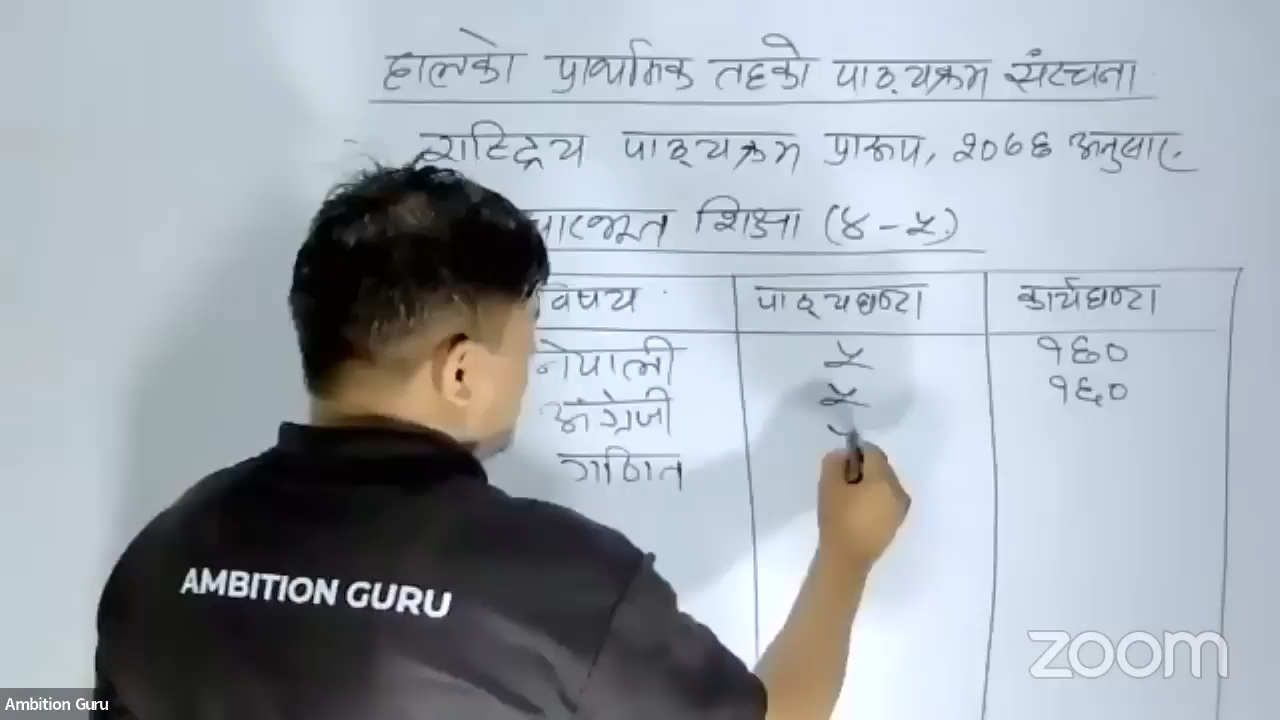 हालको प्राथमिक तहको पाठ्यक्रम संरचना
राष्ट्रिय पाठ्यक्रम प्रारूप, २०७६ अनुसार
आधारभूत शिक्षा (४-५)
विषय पाठ्यघण्टा कार्यघण्टा
नेपाली ५ १६०
अंग्रेजी ५ १६०
गणित
AMBITION GURU
zoom
Ambition Guru